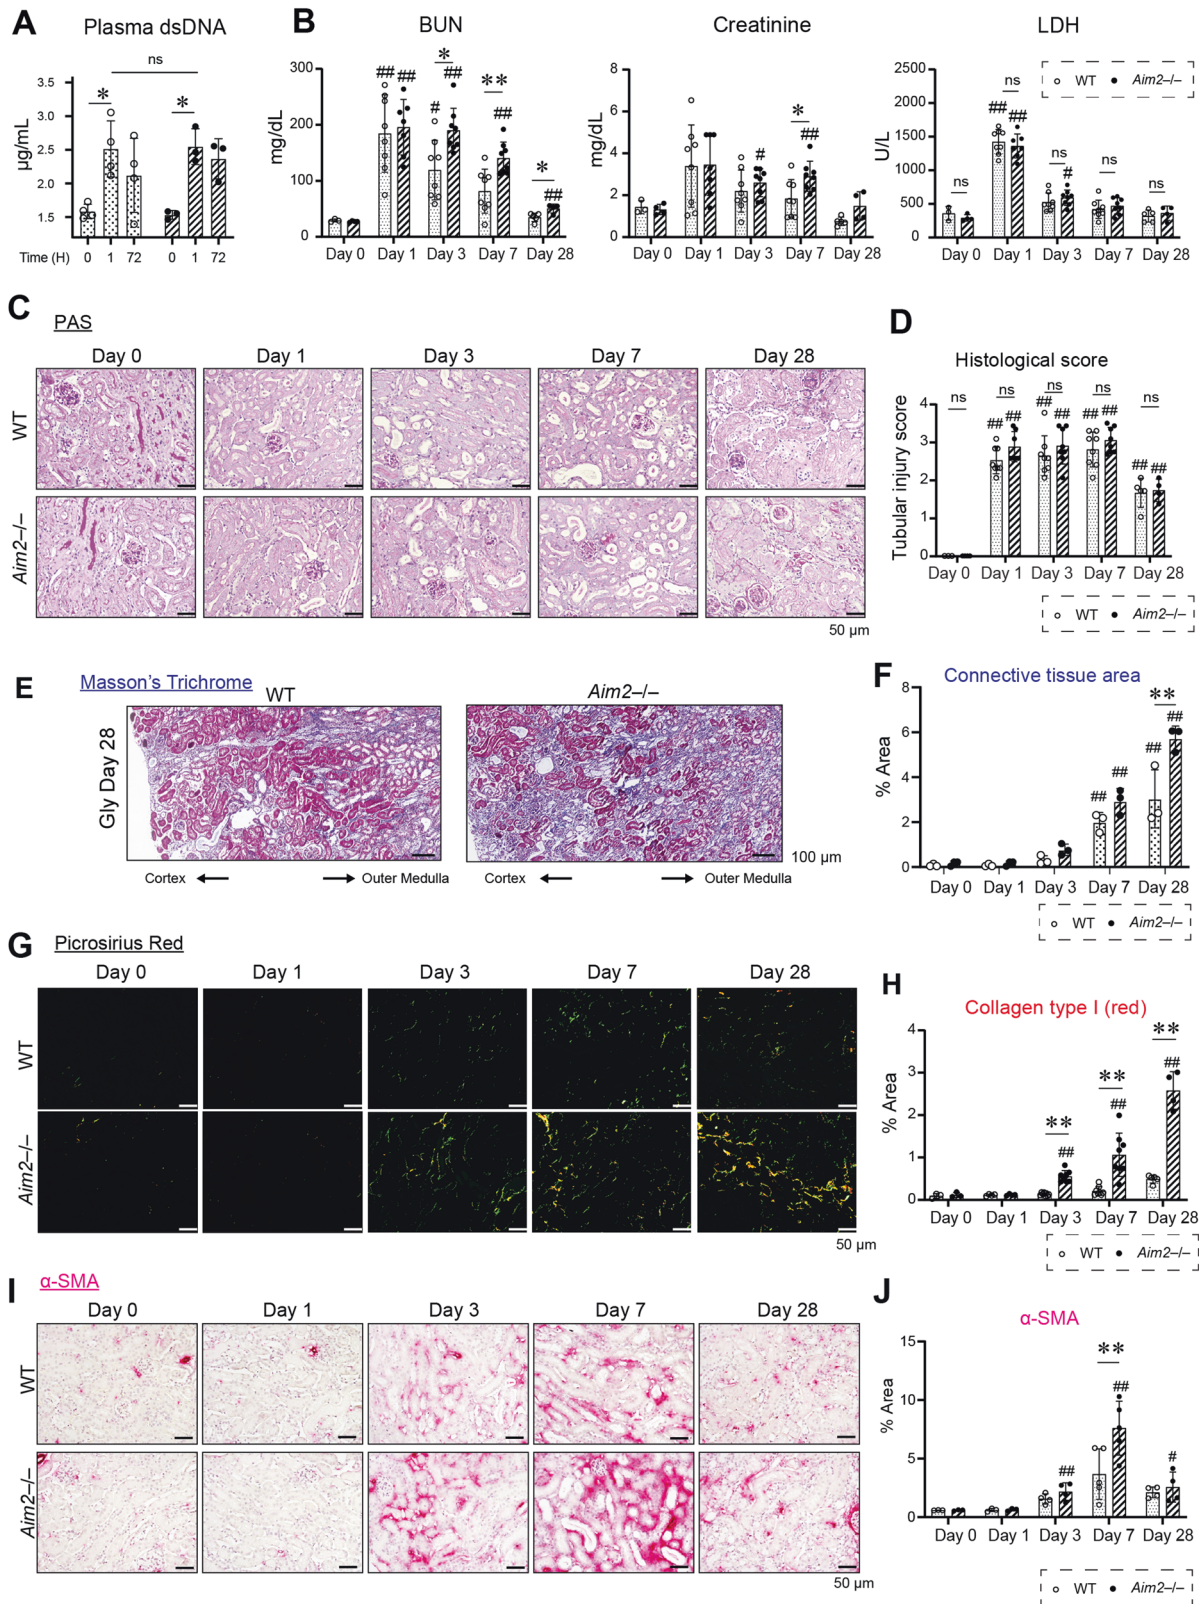 A
Plasma dsDNA
ns
*
*
µg/mL
3.5
3.0
2.5
2.0
1.5
Time (H)
0
1
72
0
1
72
B
BUN
mg/dL
300
200
100
0
##
##
#
*
##
**
##
*
##
Day 0
Day 1
Day 3
Day 7
Day 28
Creatinine
mg/dL
8
6
4
2
0
#
*
##
Day 0
Day 1
Day 3
Day 7
Day 28
LDH
WT
Aim2–/–
U/L
2500
2000
1500
1000
500
0
ns
ns
##
##
ns
#
ns
ns
Day 0
Day 1
Day 3
Day 7
Day 28
C
PAS
Day 0
Day 1
Day 3
Day 7
Day 28
WT
Aim2–/–
50 µm
D
Histological score
Tubular injury score
4
3
2
1
0
ns
ns
##
##
ns
##
##
ns
##
##
ns
##
##
Day 0
Day 1
Day 3
Day 7
Day 28
WT
Aim2–/–
E
Masson's Trichrome
WT
Aim2–/–
Gly Day 28
100 µm
Cortex
Outer Medulla
Cortex
Outer Medulla
F
Connective tissue area
% Area
8
6
4
2
0
##
##
**
##
##
Day 0
Day 1
Day 3
Day 7
Day 28
WT
Aim2–/–
G
Picrosirius Red
Day 0
Day 1
Day 3
Day 7
Day 28
WT
Aim2–/–
50 µm
H
Collagen type I (red)
% Area
4
3
2
1
0
**
##
**
##
**
##
Day 0
Day 1
Day 3
Day 7
Day 28
WT
Aim2–/–
I
α-SMA
Day 0
Day 1
Day 3
Day 7
Day 28
WT
Aim2–/–
50 µm
J
α-SMA
% Area
15
10
5
0
##
**
##
#
Day 0
Day 1
Day 3
Day 7
Day 28
WT
Aim2–/–